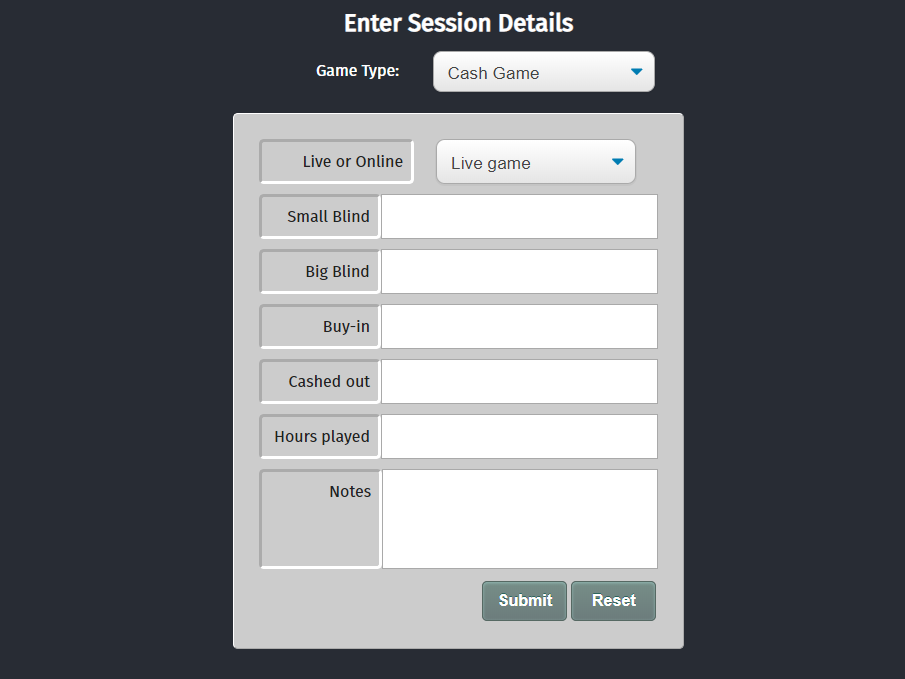 Enter Session Details
Game Type: Cash Game
Live or Online Live game
Small Blind
Big Blind
Buy-in
Cashed out
Hours played
Notes
Submit Reset